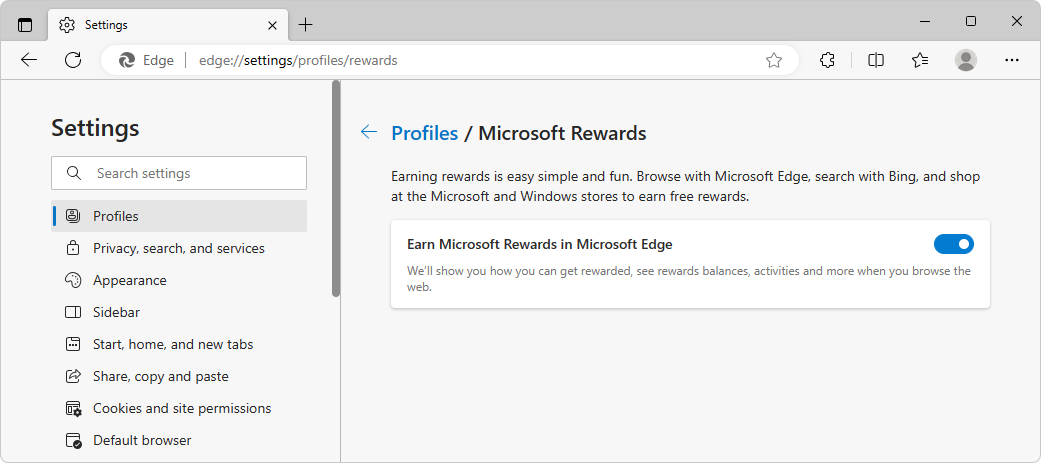 Settings
Edge
edge://settings/profiles/rewards
Settings
Search settings
Profiles
Privacy, search, and services
Appearance
Sidebar
Start, home, and new tabs
Share, copy and paste
Cookies and site permissions
Default browser
Profiles / Microsoft Rewards
Earning rewards is easy simple and fun. Browse with Microsoft Edge, search with Bing, and shop
at the Microsoft and Windows stores to earn free rewards.
Earn Microsoft Rewards in Microsoft Edge
We'll show you how you can get rewarded, see rewards balances, activities and more when you browse the
web.